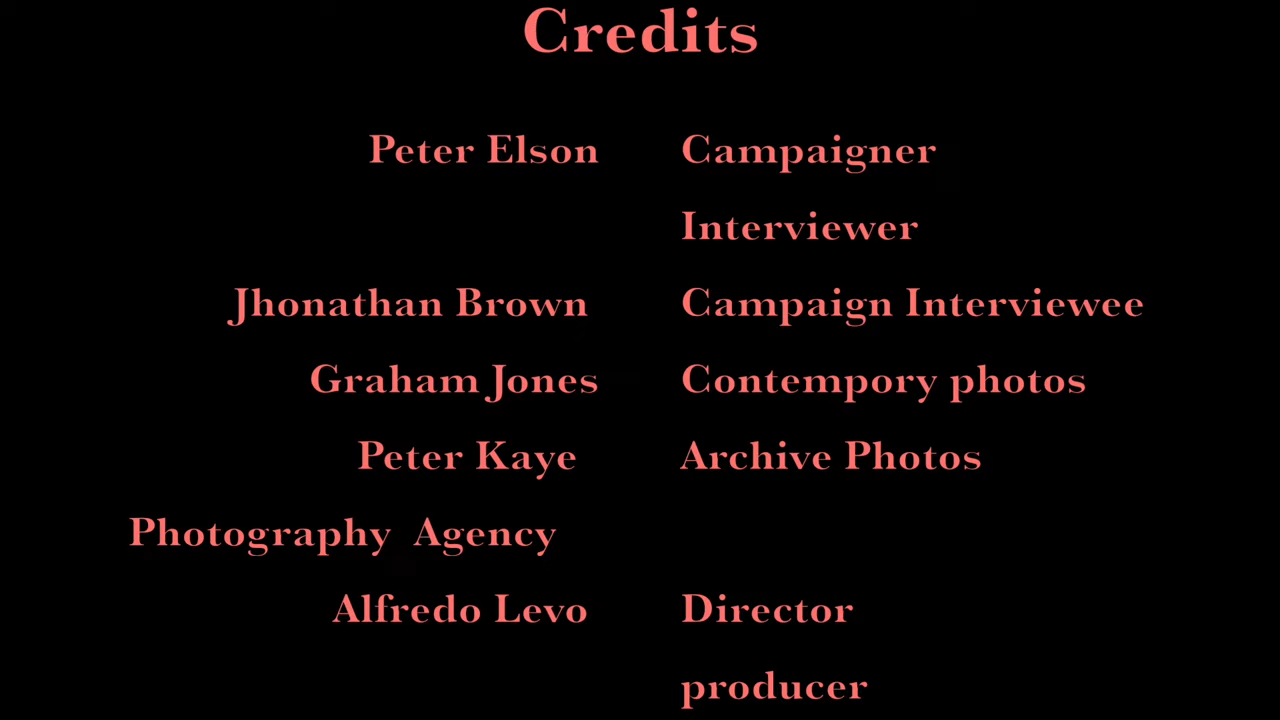 Credits
Peter Elson Campaigner
Interviewer
Jhonathan Brown Campaign Interviewee
Graham Jones Contempory photos
Peter Kaye Archive Photos
Photography Agency
Alfredo Levo Director
producer